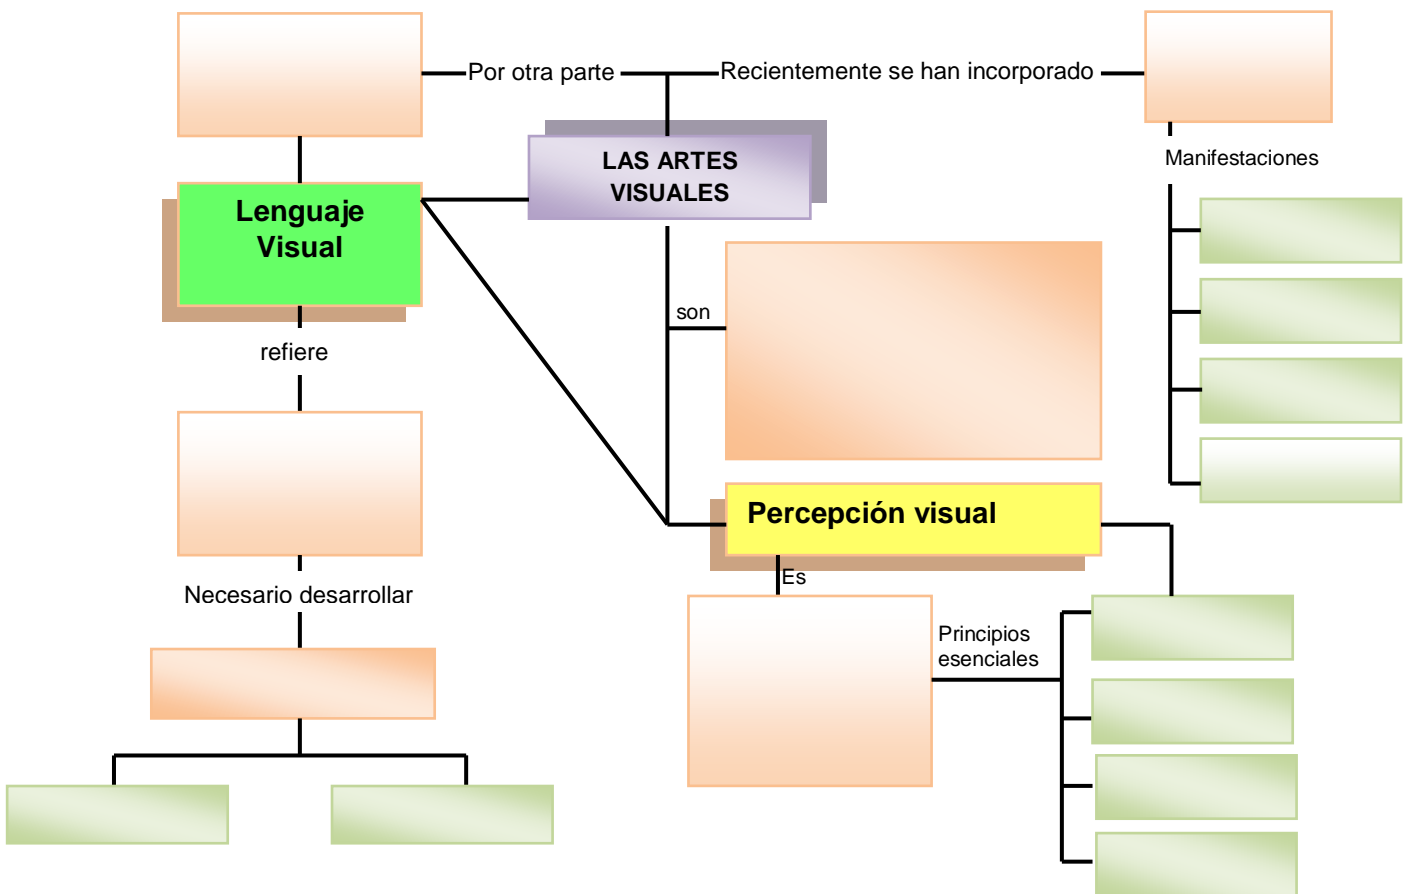 Por otra parte
Recientemente se han incorporado
LAS ARTES
VISUALES
Manifestaciones
Lenguaje
Visual
son
refiere
Percepción visual
Es
Necesario desarrollar
Principios
esenciales